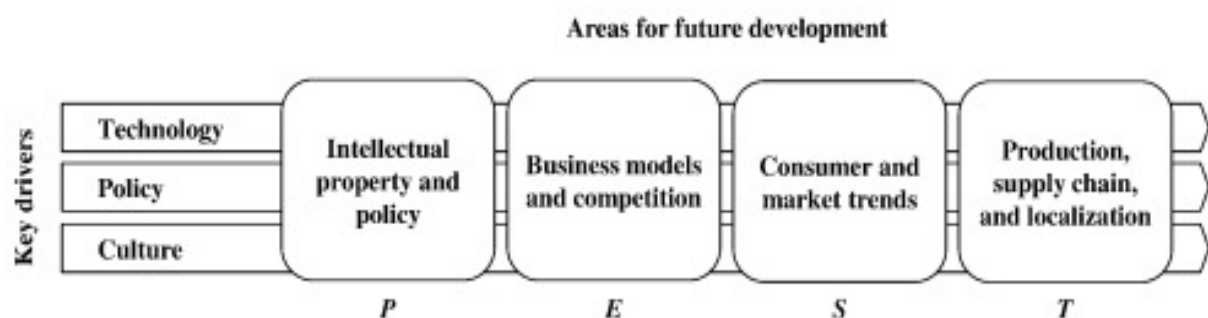 Areas for future development
Key drivers
Technology
Policy
Culture
Intellectual
property and
policy
Business models
and competition
Consumer and
market trends
Production,
supply chain,
and localization
P
E
S
T